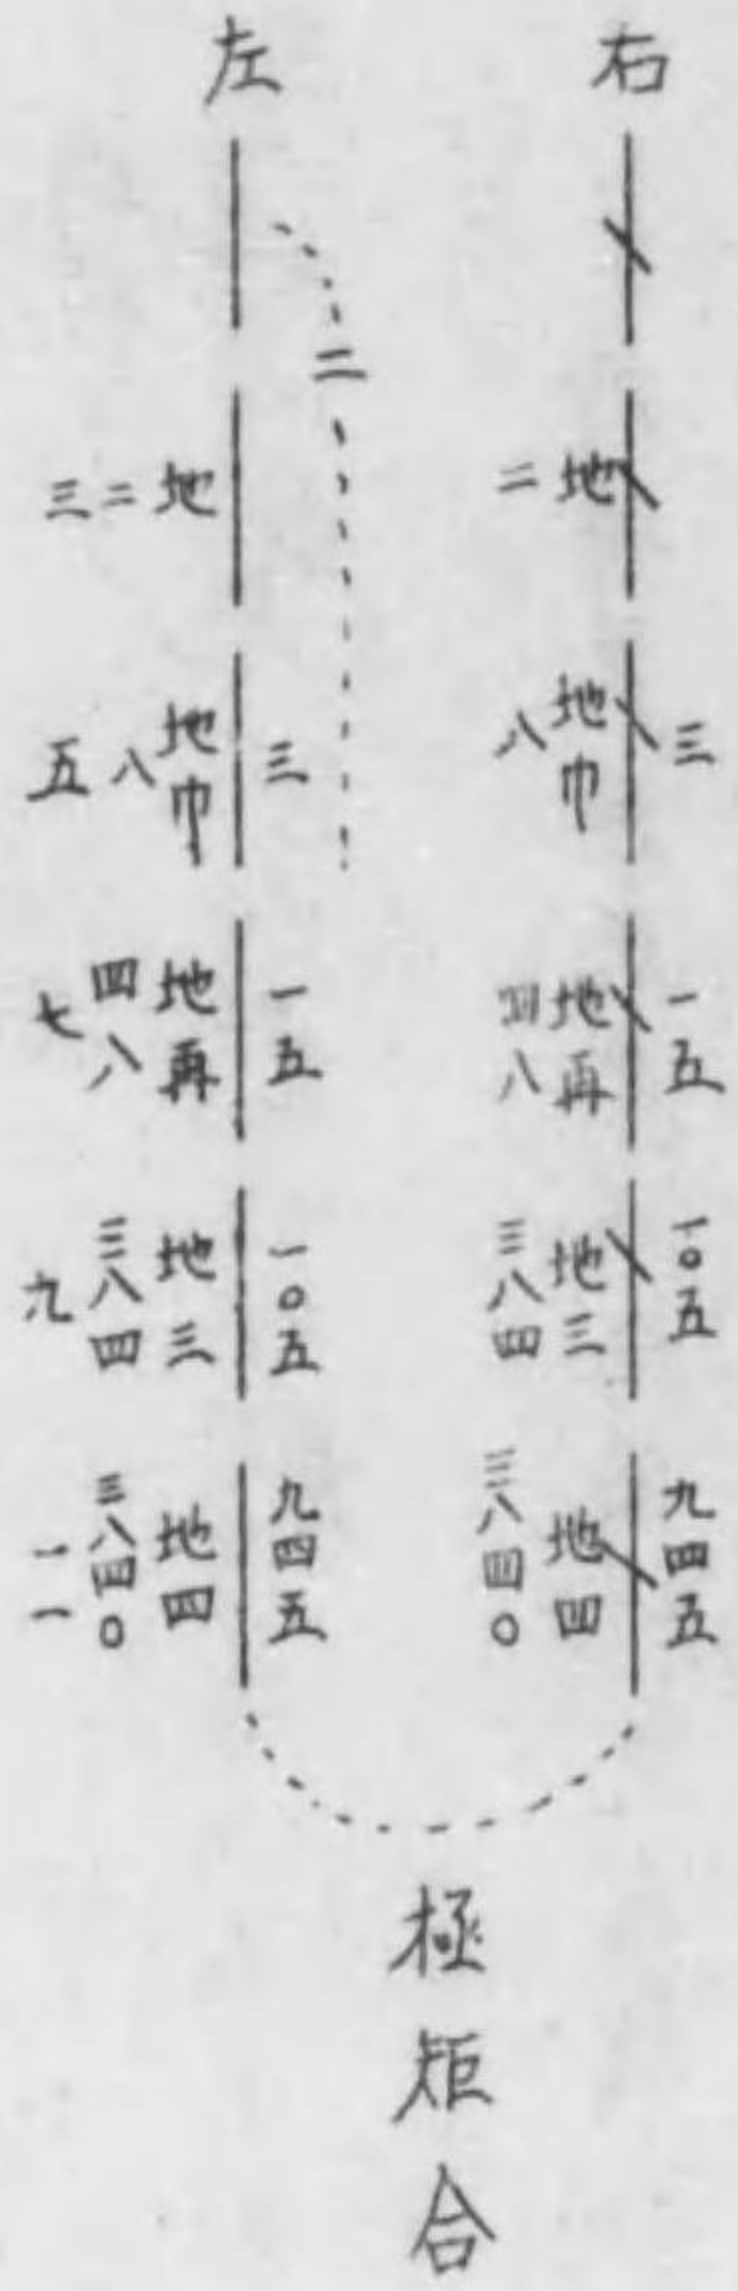 右
地
二
三
地巾
八
一五
地再
四八
一〇五
地三
三八四
九四五
地四
三八四〇
左
二
地
二
三
三
地巾
八
五
一五
地再
四八
七
一〇五
地三
三八四
九
九四五
地四
三八四〇
一一
極矩合